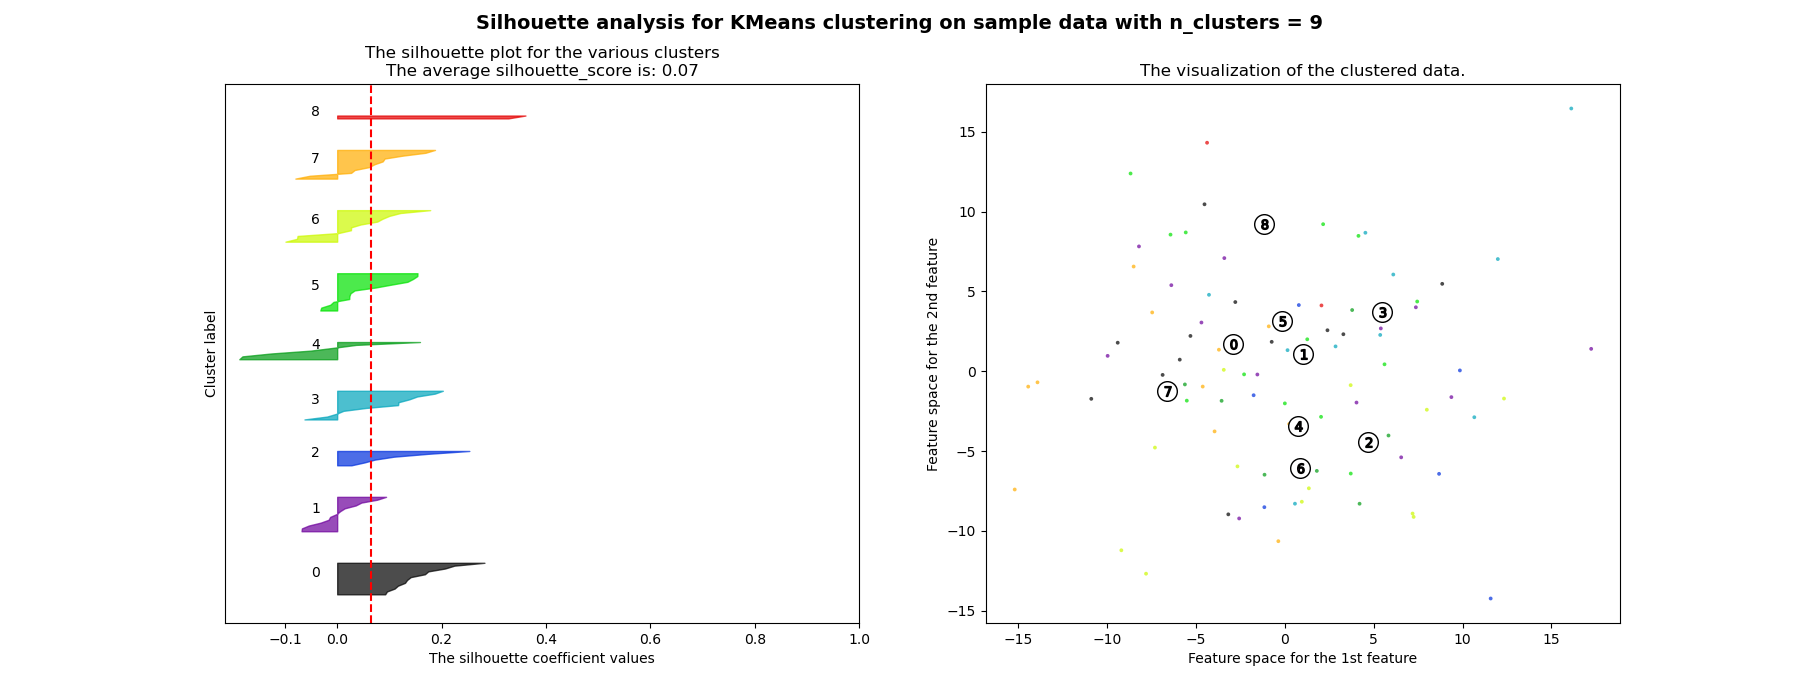 Silhouette analysis for KMeans clustering on sample data with n_clusters = 9
The silhouette plot for the various clusters
The average silhouette_score is: 0.07
Cluster label
8
7
6
5
4
3
2
1
0
−0.1 0.0 0.2 0.4 0.6 0.8 1.0
The silhouette coefficient values
The visualization of the clustered data.
Feature space for the 2nd feature
15
10
5
0
−5
−10
−15
8
3
5
0
1
7
4
2
6
−15 −10 −5 0 5 10 15
Feature space for the 1st feature